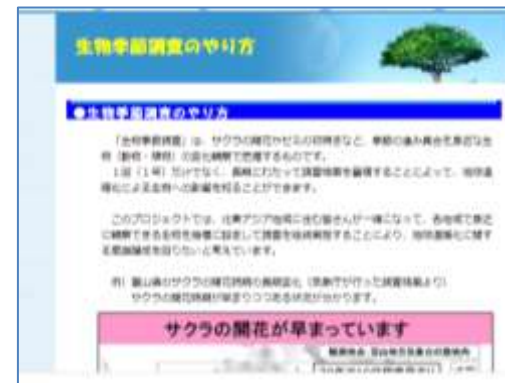 生物季節調査のやり方
●生物季節調査のやり方
「生物季節調査」は、サクラの開花やセミの初鳴きなど、季節の進み具合を身近な生
物（動物・植物）の変化観察で把握するものです。
1回（1年）だけでなく、長期にわたって調査結果を蓄積することによって、地球温
暖化による生物への影響を知ることができます。
このプロジェクトでは、北東アジア地域に住む皆さんが一緒になって、各地域で身近
に観察できる生物を指標に設定して調査を継続実施することにより、地球温暖化に関す
る意識醸成を図りたいと考えています。
例）富山県のサクラの開花時期の長期変化（気象庁が行った調査結果より）
サクラの開花時期が早まりつつある状況が分かります。
サクラの開花が早まっています